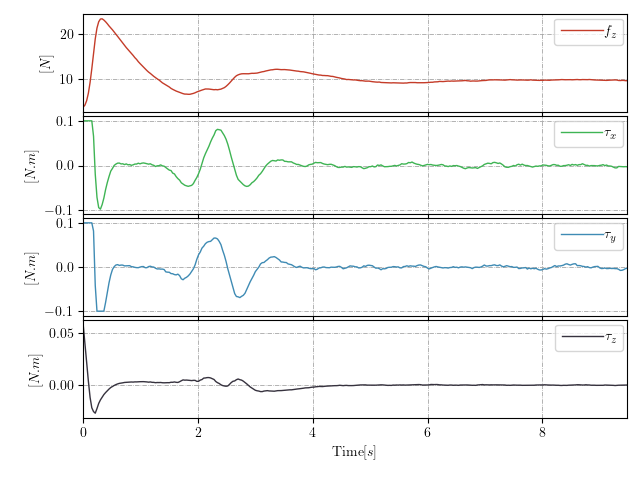 20
10
[N]
f_z
0.1
0.0
−0.1
[N.m]
τ_x
0.1
0.0
−0.1
[N.m]
τ_y
0.05
0.00
[N.m]
τ_z
0 2 4 6 8
Time[s]